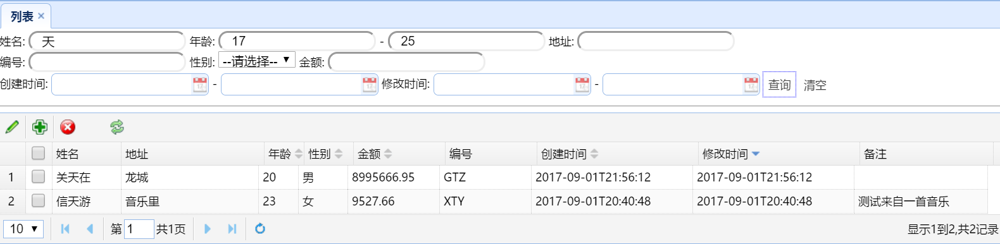 列表
姓名: 天 年龄: 17 - 25 地址:
编号: 性别: --请选择-- 金额:
创建时间: - 修改时间: - 查询 清空
姓名 地址 年龄 性别 金额 编号 创建时间 修改时间 备注
1 关天在 龙城 20 男 8995666.95 GTZ 2017-09-01T21:56:12 2017-09-01T21:56:12
2 信天游 音乐里 23 女 9527.66 XTY 2017-09-01T20:40:48 2017-09-01T20:40:48 测试来自一首音乐
10 第 1 共1页 显示1到2,共2记录